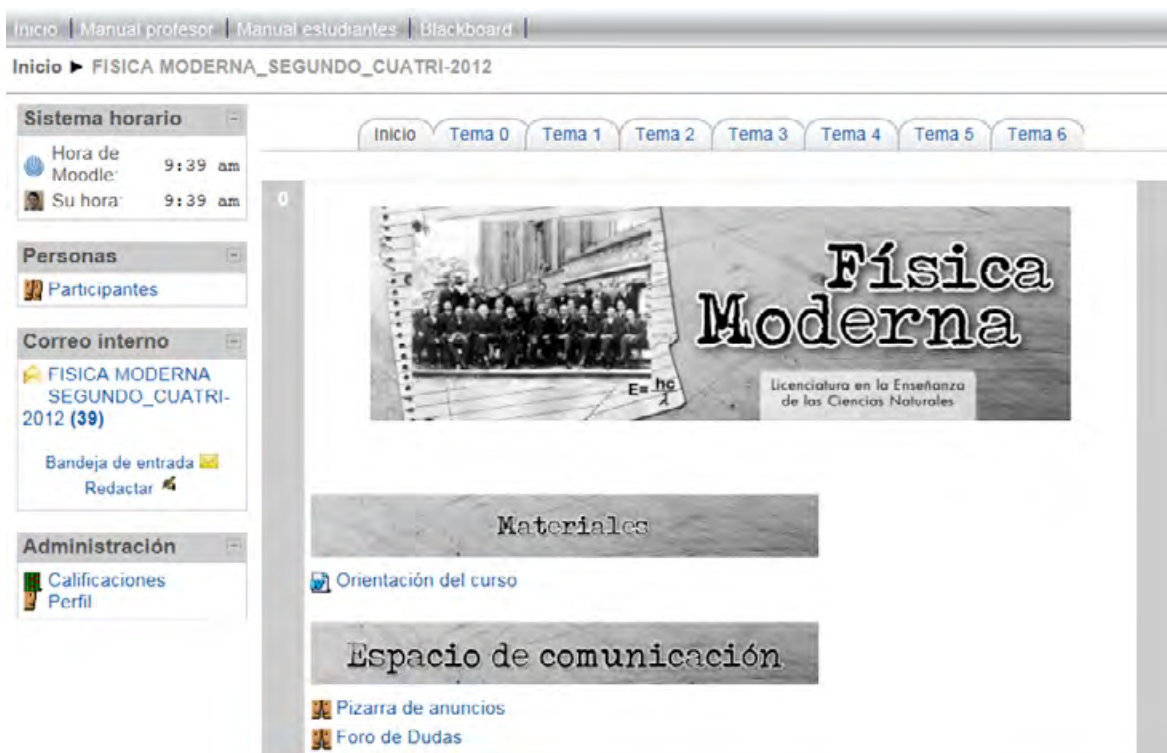 Inicio | Manual profesor | Manual estudiantes | Blackboard |
Inicio ► FISICA MODERNA_SEGUNDO_CUATRI-2012
Sistema horario
Hora de Moodle: 9:39 am
Su hora: 9:39 am
Personas
Participantes
Correo interno
FISICA MODERNA
SEGUNDO_CUATRI-
2012 (39)
Bandeja de entrada
Redactar
Administración
Calificaciones
Perfil
Inicio Tema 0 Tema 1 Tema 2 Tema 3 Tema 4 Tema 5 Tema 6
0
Física
Moderna
E= hc/λ
Licenciatura en la Enseñanza
de las Ciencias Naturales
Materiales
Orientación del curso
Espacio de comunicación
Pizarra de anuncios
Foro de Dudas